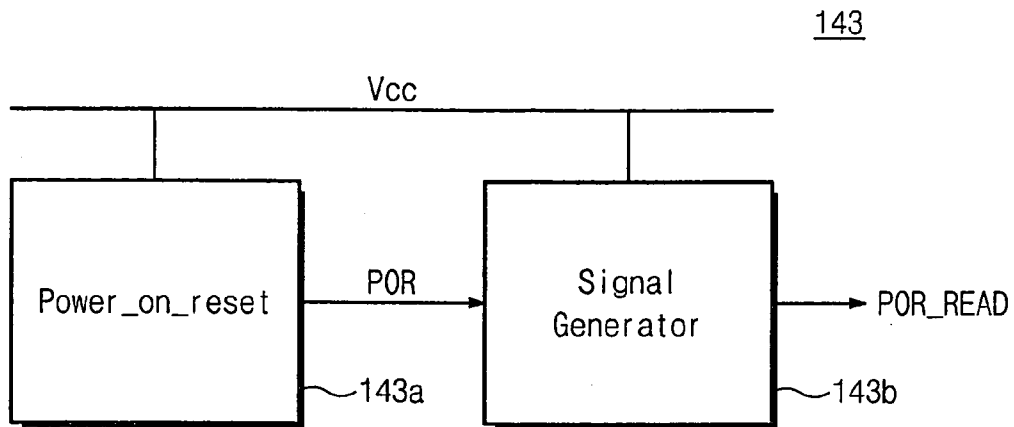 143
Vcc
Power_on_reset
POR
Signal
Generator
POR_READ
143a
143b